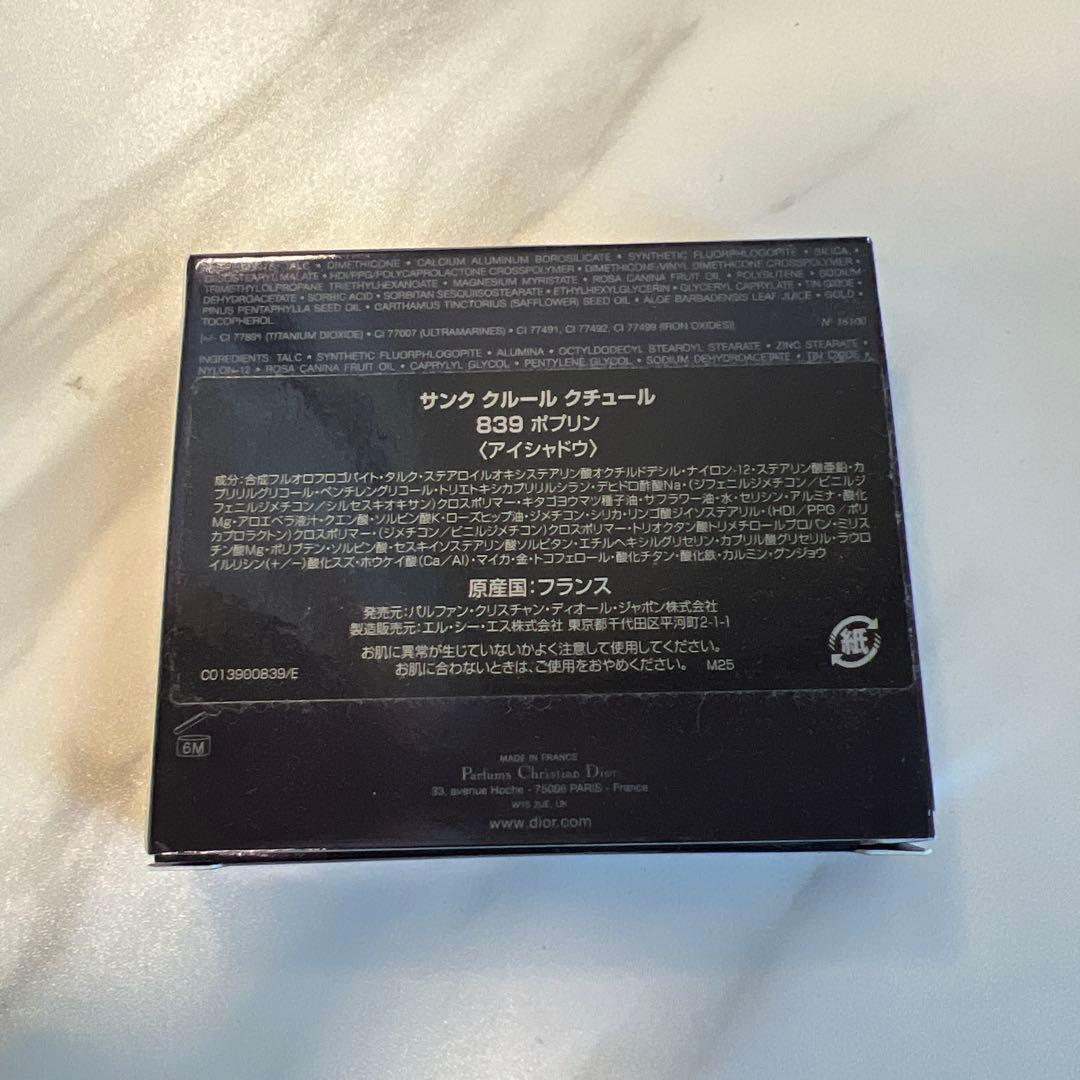 TALC • DIMETHICONE • CALCIUM ALUMINUM BOROSILICATE • SYNTHETIC FLUORPHLOGOPITE • SILICA •
MALATE • HDI/PPG/POLYCAPROLACTONE CROSSPOLYMER • DIMETHICONE/VINYL DIMETHICONE CROSSPOLYMER •
TRIMETHYLOLPROPANE TRIETHYLHEXANOATE • MAGNESIUM MYRISTATE • ROSA CANINA FRUIT OIL • POLYBUTENE • SODIUM
DEHYDROACETATE • SORBIC ACID • SORBITAN SESQUIISOSTEARATE • ETHYLHEXYLGLYCERIN • GLYCERYL CAPRYLATE • TIN OXIDE •
PINUS PENTAPHYLLA SEED OIL • CARTHAMUS TINCTORIUS (SAFFLOWER) SEED OIL • ALOE BARBADENSIS LEAF JUICE • GOLD •
TOCOPHEROL
[+/- CI 77891 (TITANIUM DIOXIDE) • CI 77007 (ULTRAMARINES) • CI 77491, CI 77492, CI 77499 (IRON OXIDES)]
INGREDIENTS: TALC • SYNTHETIC FLUORPHLOGOPITE • ALUMINA • OCTYLDODECYL STEAROYL STEARATE • ZINC STEARATE •
NYLON-12 • ROSA CANINA FRUIT OIL • CAPRYLYL GLYCOL • PENTYLENE GLYCOL • SODIUM DEHYDROACETATE • TIN OXIDE •
サンク クルール クチュール
839 ポプリン
〈アイシャドウ〉
成分:合成フルオロフロゴパイト・タルク・ステアロイルオキシステアリン酸オクチルドデシル・ナイロン-12・ステアリン酸亜鉛・カ
プリリルグリコール・ペンチレングリコール・トリエトキシカプリリルシラン・デヒドロ酢酸Na・(ジフェニルジメチコン/ビニルジ
フェニルジメチコン/シルセスキオキサン)クロスポリマー・キタゴヨウマツ種子油・サフラワー油・水・セリシン・アルミナ・酸化
Mg・アロエベラ液汁・クエン酸・ソルビン酸K・ローズヒップ油・ジメチコン・シリカ・リンゴ酸ジイソステアリル・(HDI/PPG/ポリ
カプロラクトン)クロスポリマー・(ジメチコン/ビニルジメチコン)クロスポリマー・トリオクタン酸トリメチロールプロパン・ミリス
チン酸Mg・ポリブテン・ソルビン酸・セスキイソステアリン酸ソルビタン・エチルヘキシルグリセリン・カプリル酸グリセリル・ラウロ
イルリシン(+/-)酸化スズ・ホウケイ酸(Ca/Al)・マイカ・金・トコフェロール・酸化チタン・酸化鉄・カルミン・グンジョウ
原産国:フランス
発売元:パルファン・クリスチャン・ディオール・ジャポン株式会社
製造販売元:エル・シー・エス株式会社 東京都千代田区平河町2-1-1
お肌に異常が生じていないかよく注意して使用してください。
お肌に合わないときは、ご使用をおやめください。 M25
C013900839/E
紙
6M
MADE IN FRANCE
Parfums Christian Dior
33, avenue Hoche - 75008 PARIS - France
W1S 2UE, UK
www.dior.com